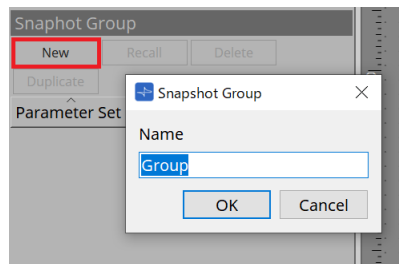 Snaphot Group
New Recall Delete
Duplicate
Parameter Set
Snapshot Group
Name
Group
OK Cancel